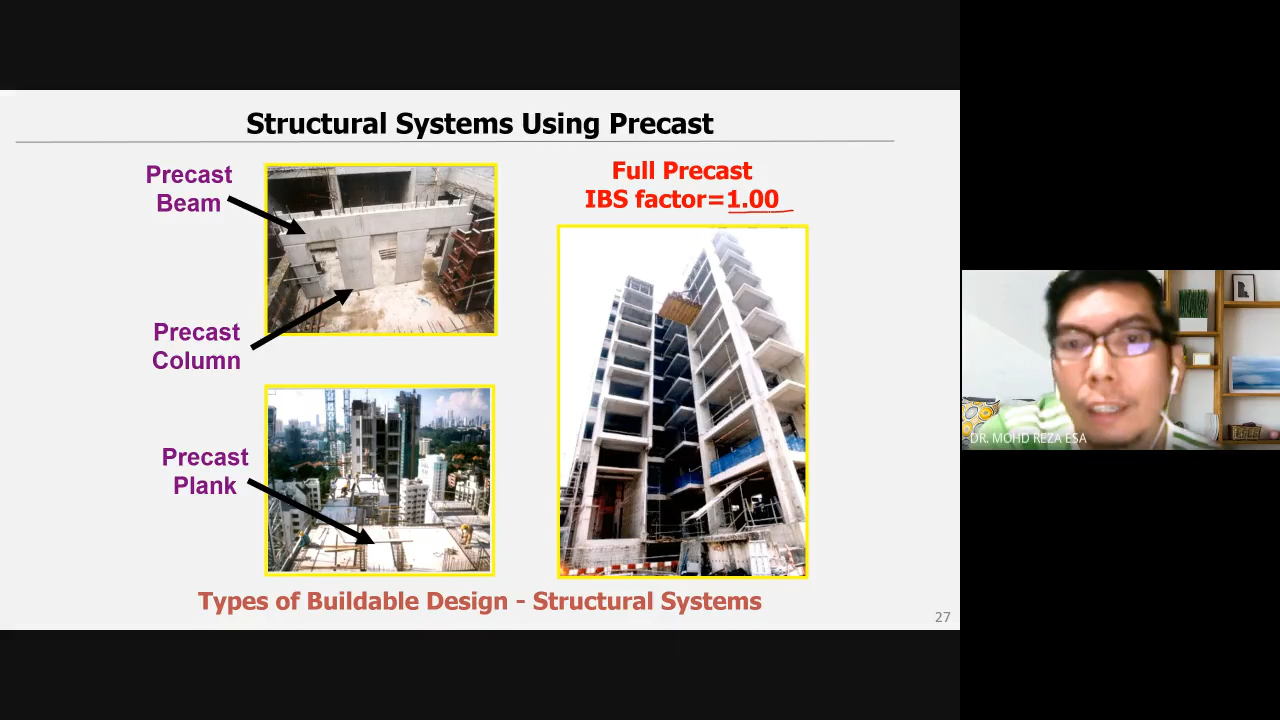 Structural Systems Using Precast
Precast
Beam
Full Precast
IBS factor=1.00
Precast
Column
Precast
Plank
DR. MOHD REZA ESA
Types of Buildable Design - Structural Systems
27